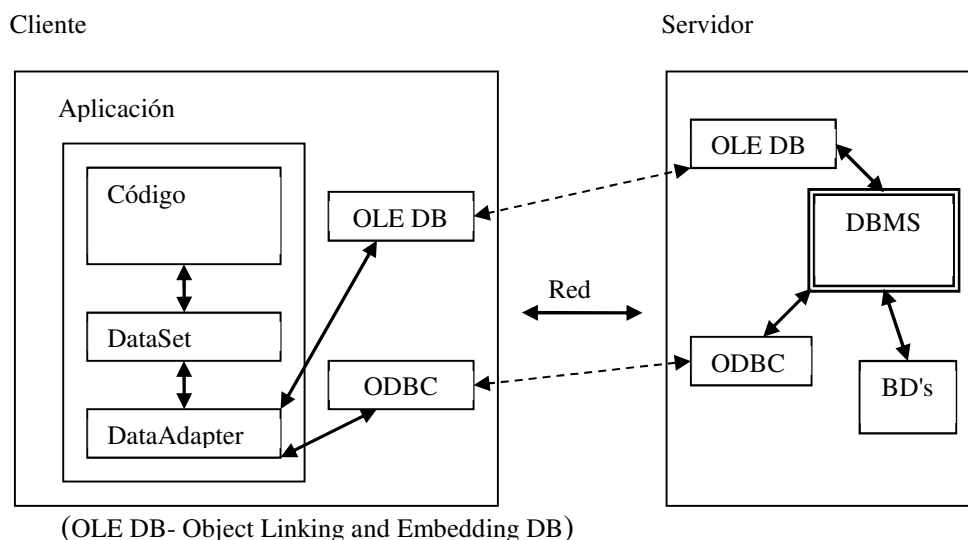 Cliente
Servidor
Aplicación
Código
OLE DB
OLE DB
DBMS
Red
DataSet
ODBC
ODBC
BD's
DataAdapter
(OLE DB- Object Linking and Embedding DB)